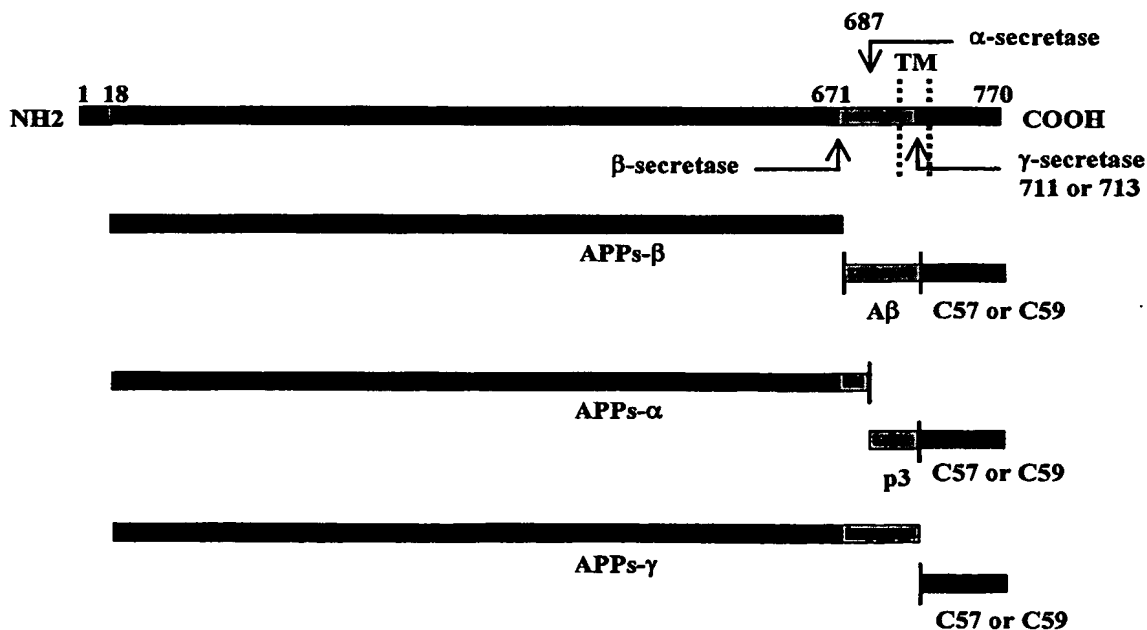 687
α-secretase
TM
1 18
671
770
NH2
COOH
β-secretase
γ-secretase
711 or 713
APPs-β
Aβ
C57 or C59
APPs-α
p3
C57 or C59
APPs-γ
C57 or C59